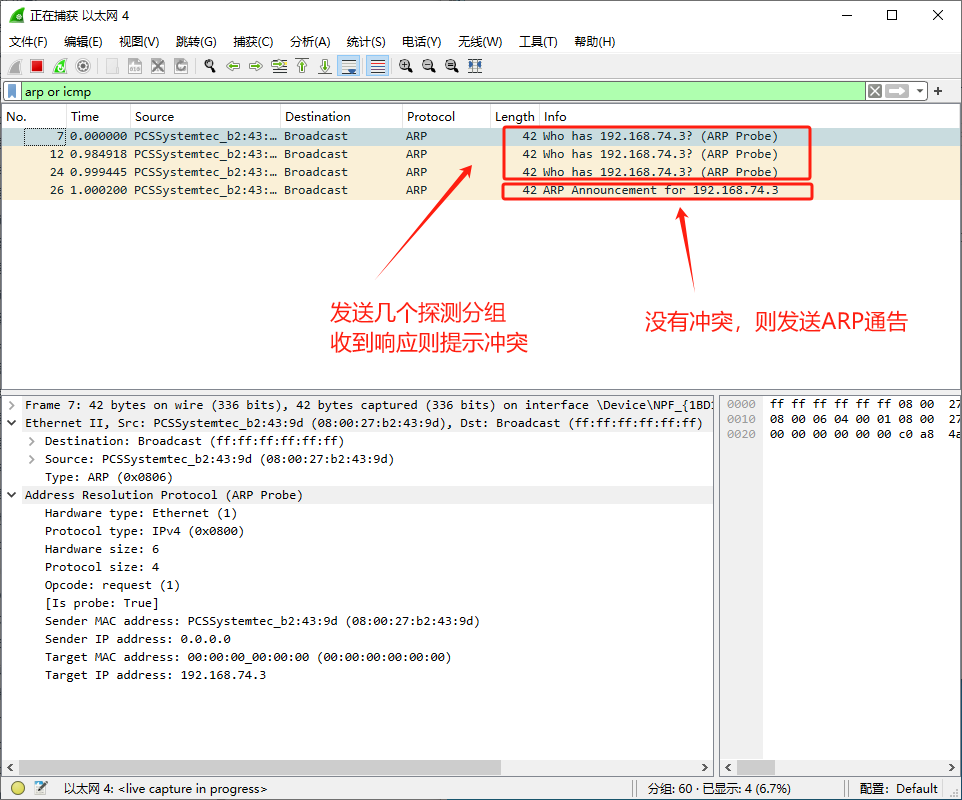 正在捕获 以太网 4
文件(F) 编辑(E) 视图(V) 跳转(G) 捕获(C) 分析(A) 统计(S) 电话(Y) 无线(W) 工具(T) 帮助(H)
arp or icmp
No. Time Source Destination Protocol Length Info
7 0.000000 PCSSystemtec_b2:43:… Broadcast ARP 42 Who has 192.168.74.3? (ARP Probe)
12 0.984918 PCSSystemtec_b2:43:… Broadcast ARP 42 Who has 192.168.74.3? (ARP Probe)
24 0.999445 PCSSystemtec_b2:43:… Broadcast ARP 42 Who has 192.168.74.3? (ARP Probe)
26 1.000200 PCSSystemtec_b2:43:… Broadcast ARP 42 ARP Announcement for 192.168.74.3
发送几个探测分组
收到响应则提示冲突
没有冲突，则发送ARP通告
Frame 7: 42 bytes on wire (336 bits), 42 bytes captured (336 bits) on interface \Device\NPF_{1BD1
Ethernet II, Src: PCSSystemtec_b2:43:9d (08:00:27:b2:43:9d), Dst: Broadcast (ff:ff:ff:ff:ff:ff)
Destination: Broadcast (ff:ff:ff:ff:ff:ff)
Source: PCSSystemtec_b2:43:9d (08:00:27:b2:43:9d)
Type: ARP (0x0806)
Address Resolution Protocol (ARP Probe)
Hardware type: Ethernet (1)
Protocol type: IPv4 (0x0800)
Hardware size: 6
Protocol size: 4
Opcode: request (1)
[Is probe: True]
Sender MAC address: PCSSystemtec_b2:43:9d (08:00:27:b2:43:9d)
Sender IP address: 0.0.0.0
Target MAC address: 00:00:00_00:00:00 (00:00:00:00:00:00)
Target IP address: 192.168.74.3
0000 ff ff ff ff ff ff 08 00 27
0010 08 00 06 04 00 01 08 00 27
0020 00 00 00 00 00 00 c0 a8 4a
以太网 4: <live capture in progress>
分组: 60 · 已显示: 4 (6.7%)
配置: Default